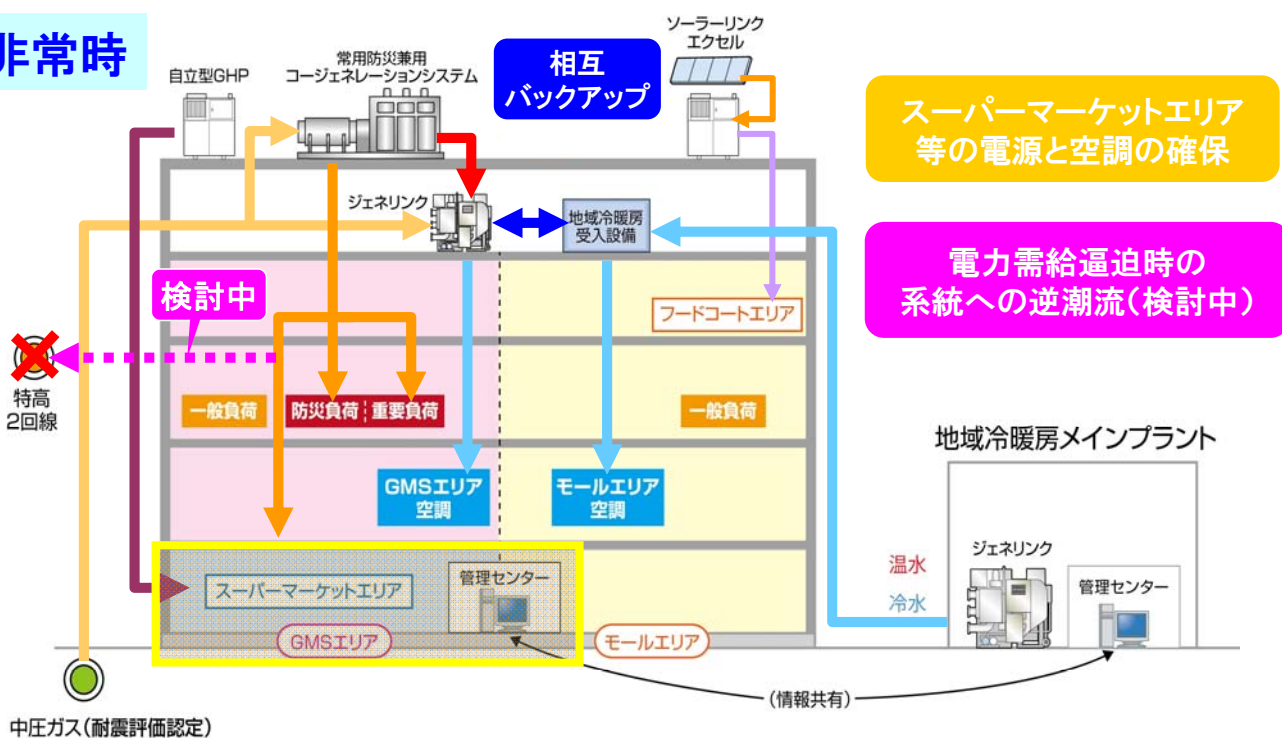 非常時
自立型GHP
常用防災兼用
コージェネレーションシステム
相互
バックアップ
ソーラーリンク
エクセル
スーパーマーケットエリア
等の電源と空調の確保
ジェネリンク
地域冷暖房
受入設備
電力需給逼迫時の
系統への逆潮流(検討中)
検討中
フードコートエリア
特高
2回線
一般負荷
防災負荷
重要負荷
一般負荷
地域冷暖房メインプラント
GMSエリア
空調
モールエリア
空調
温水
冷水
ジェネリンク
管理センター
スーパーマーケットエリア
管理センター
GMSエリア
モールエリア
(情報共有)
中圧ガス(耐震評価認定)